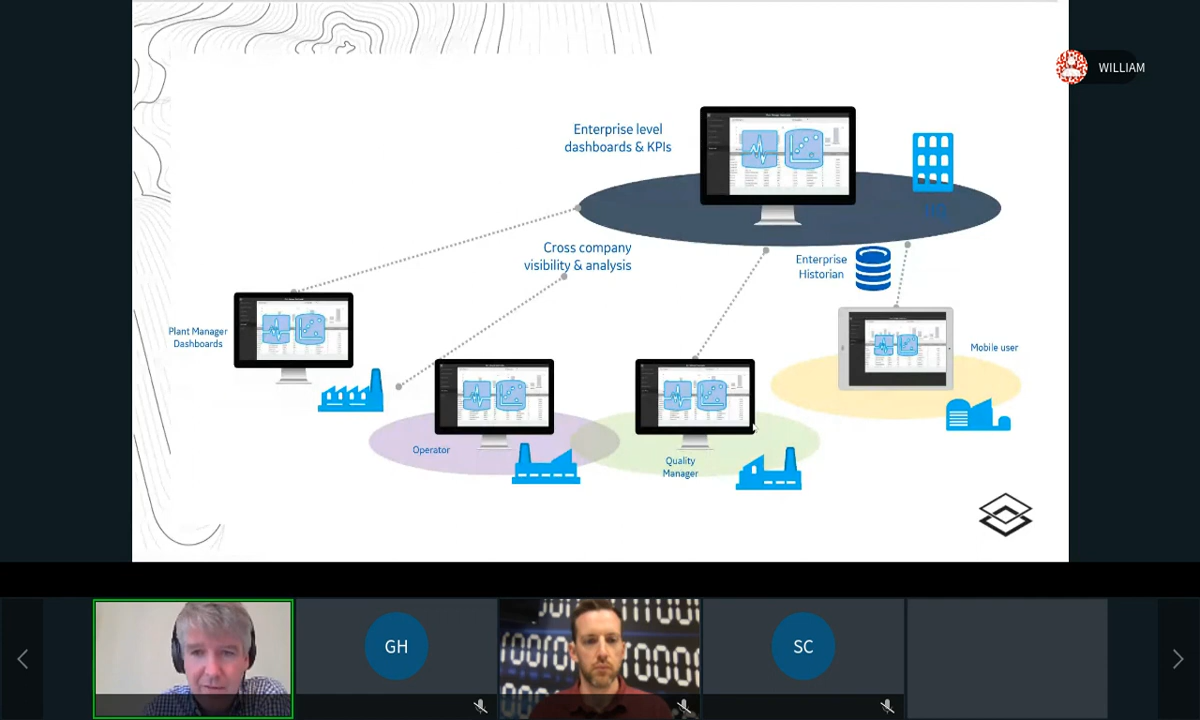 WILLIAM
Enterprise level
dashboards & KPIs
HQ
Cross company
visibility & analysis
Enterprise
Historian
Plant Manager
Dashboards
Mobile user
Operator
Quality
Manager
GH
SC